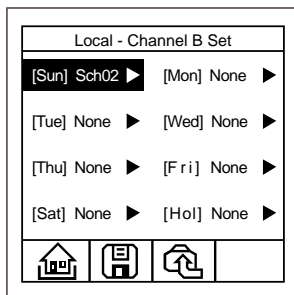 Local - Channel B Set
[Sun] Sch02 ▶ [Mon] None ▶
[Tue] None ▶ [Wed] None ▶
[Thu] None ▶ [Fri] None ▶
[Sat] None ▶ [Hol] None ▶